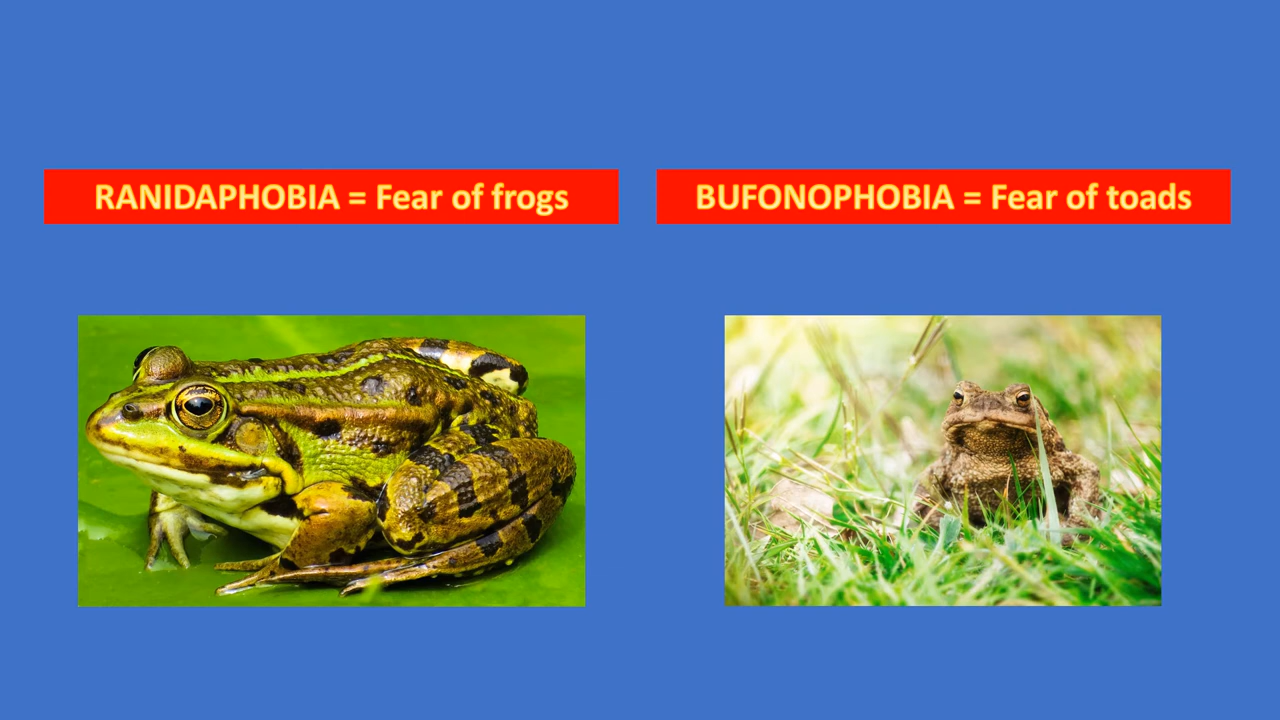 RANIDAPHOBIA = Fear of frogs
BUFONOPHOBIA = Fear of toads